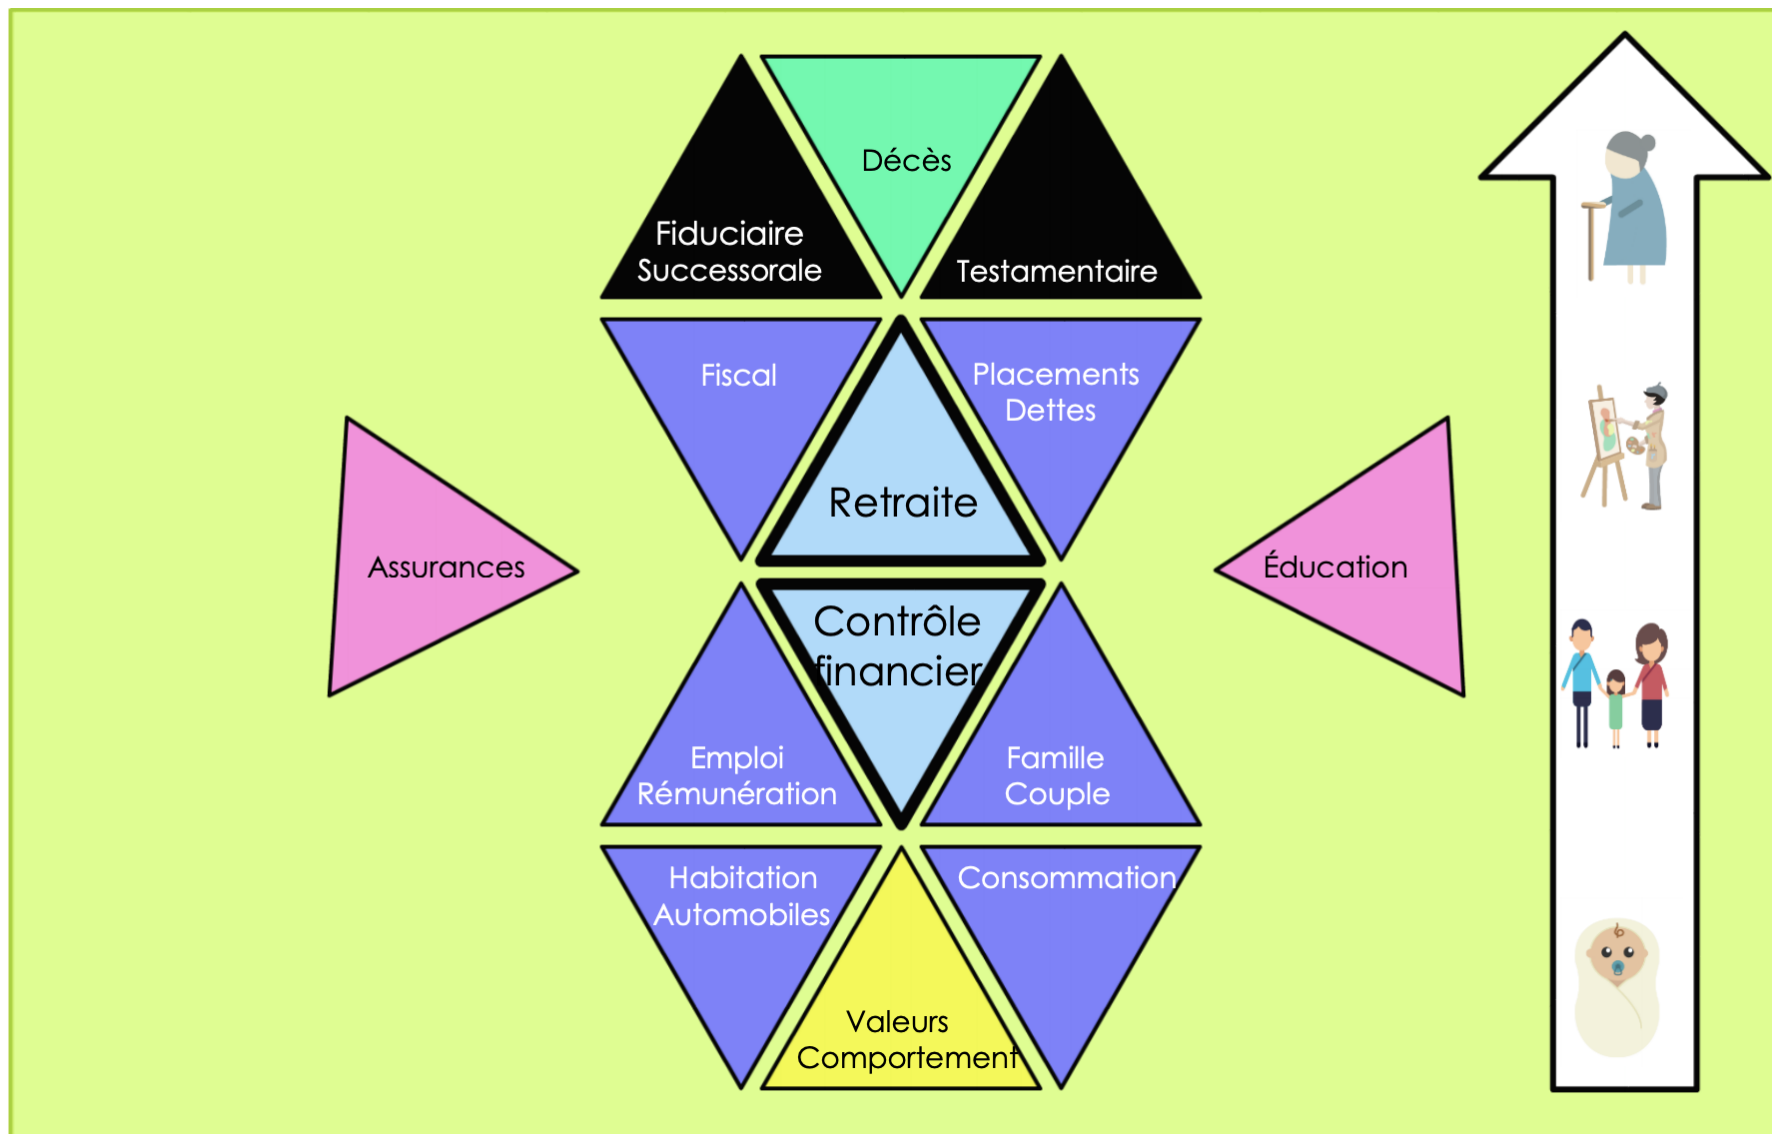 Décès
Fiduciaire
Successorale
Testamentaire
Fiscal
Placements
Dettes
Retraite
Assurances
Éducation
Contrôle
financier
Emploi
Rémunération
Famille
Couple
Habitation
Automobiles
Consommation
Valeurs
Comportement